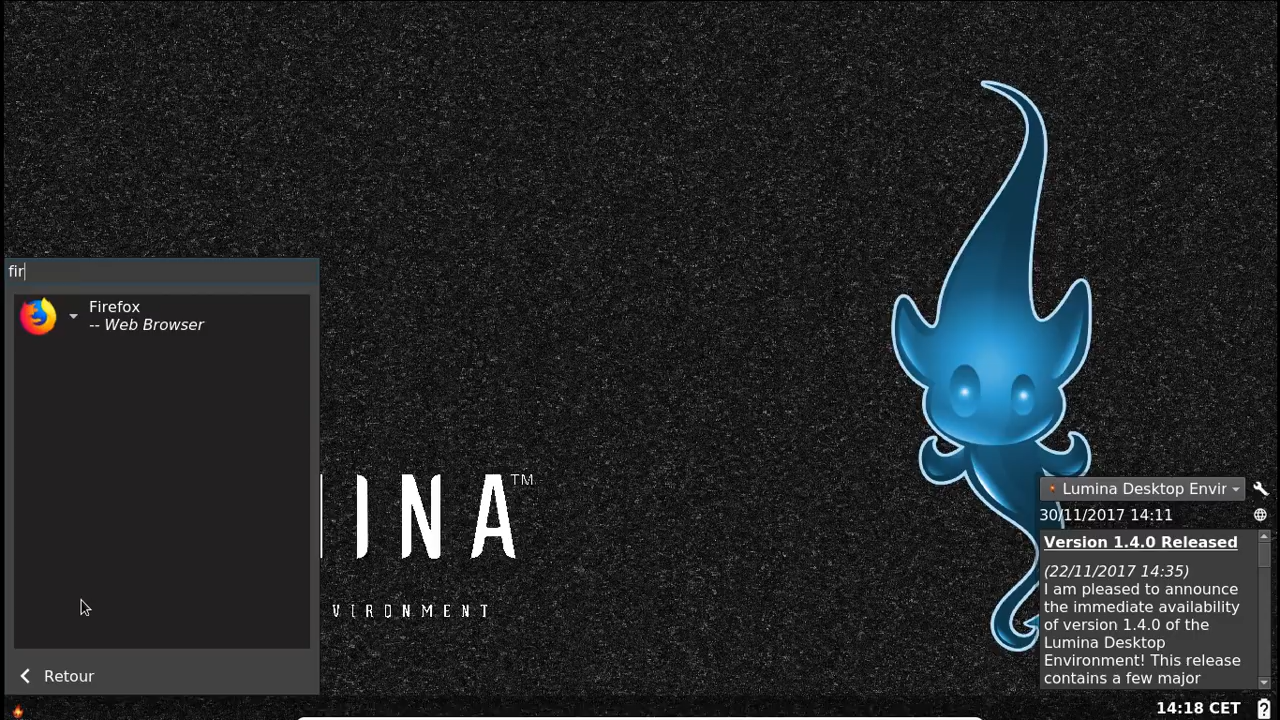 fir
Firefox
-- Web Browser
INA™
VIRONMENT
Retour
Lumina Desktop Envir
30/11/2017 14:11
Version 1.4.0 Released
(22/11/2017 14:35)
I am pleased to announce
the immediate availability
of version 1.4.0 of the
Lumina Desktop
Environment! This release
contains a few major
14:18 CET